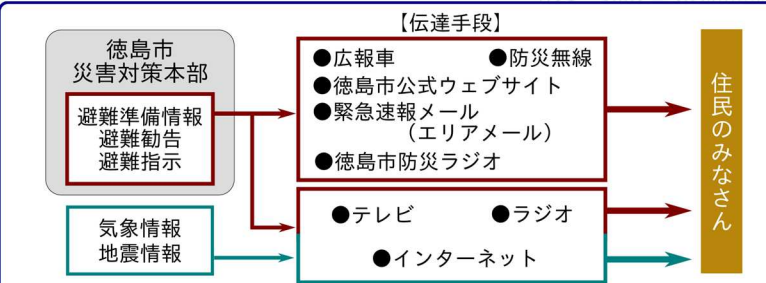 【伝達手段】
徳島市
災害対策本部
避難準備情報
避難勧告
避難指示
気象情報
地震情報
●広報車 ●防災無線
●徳島市公式ウェブサイト
●緊急速報メール
（エリアメール）
●徳島市防災ラジオ
●テレビ ●ラジオ
●インターネット
住民のみなさん